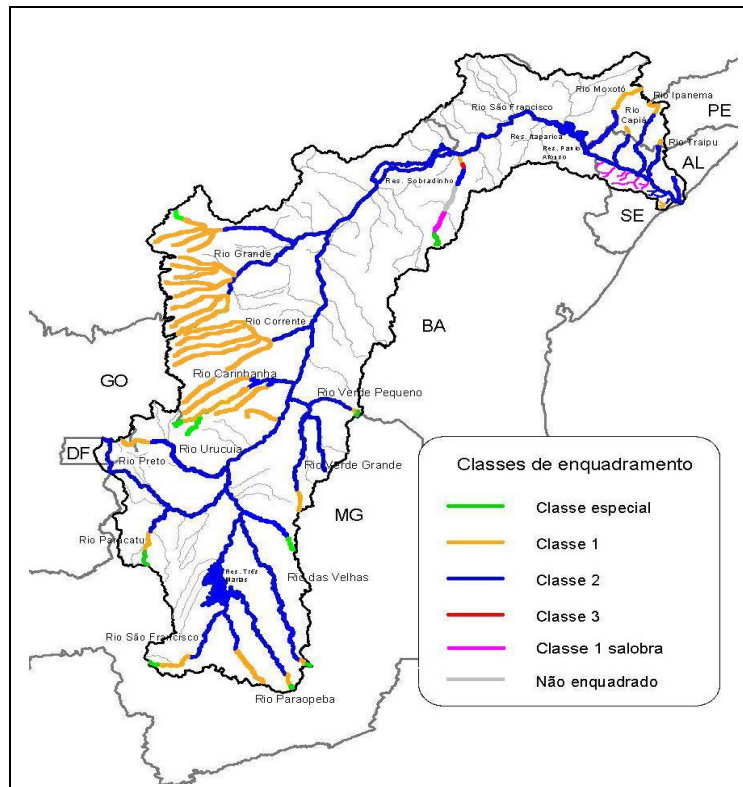 Rio Moxotó
Rio Ipanema
Rio São Francisco
Rio
Capiá
PE
Res. Itaparica
Res. Paulo
Afonso
Rio Traipu
AL
Res. Sobradinho
SE
Rio Grande
BA
Rio Corrente
GO
Rio Carinhanha
Rio Verde Pequeno
DF
Rio Urucuia
Rio Preto
Rio Verde Grande
MG
Rio Paracatu
Res. Três
Marias
Rio das Velhas
Rio São Francisco
Rio Paraopeba
Classes de enquadramento
Classe especial
Classe 1
Classe 2
Classe 3
Classe 1 salobra
Não enquadrado